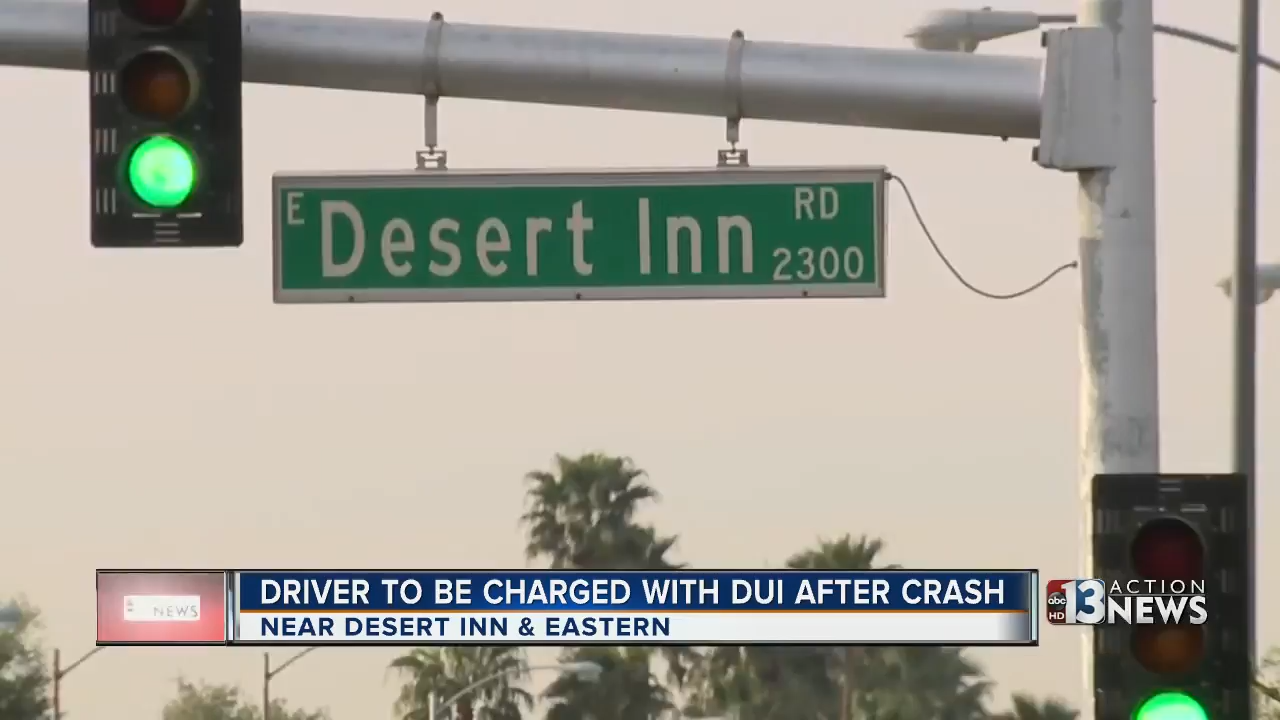 E Desert Inn RD
2300
DRIVER TO BE CHARGED WITH DUI AFTER CRASH
NEWS
NEAR DESERT INN & EASTERN
abc HD 13 ACTION NEWS